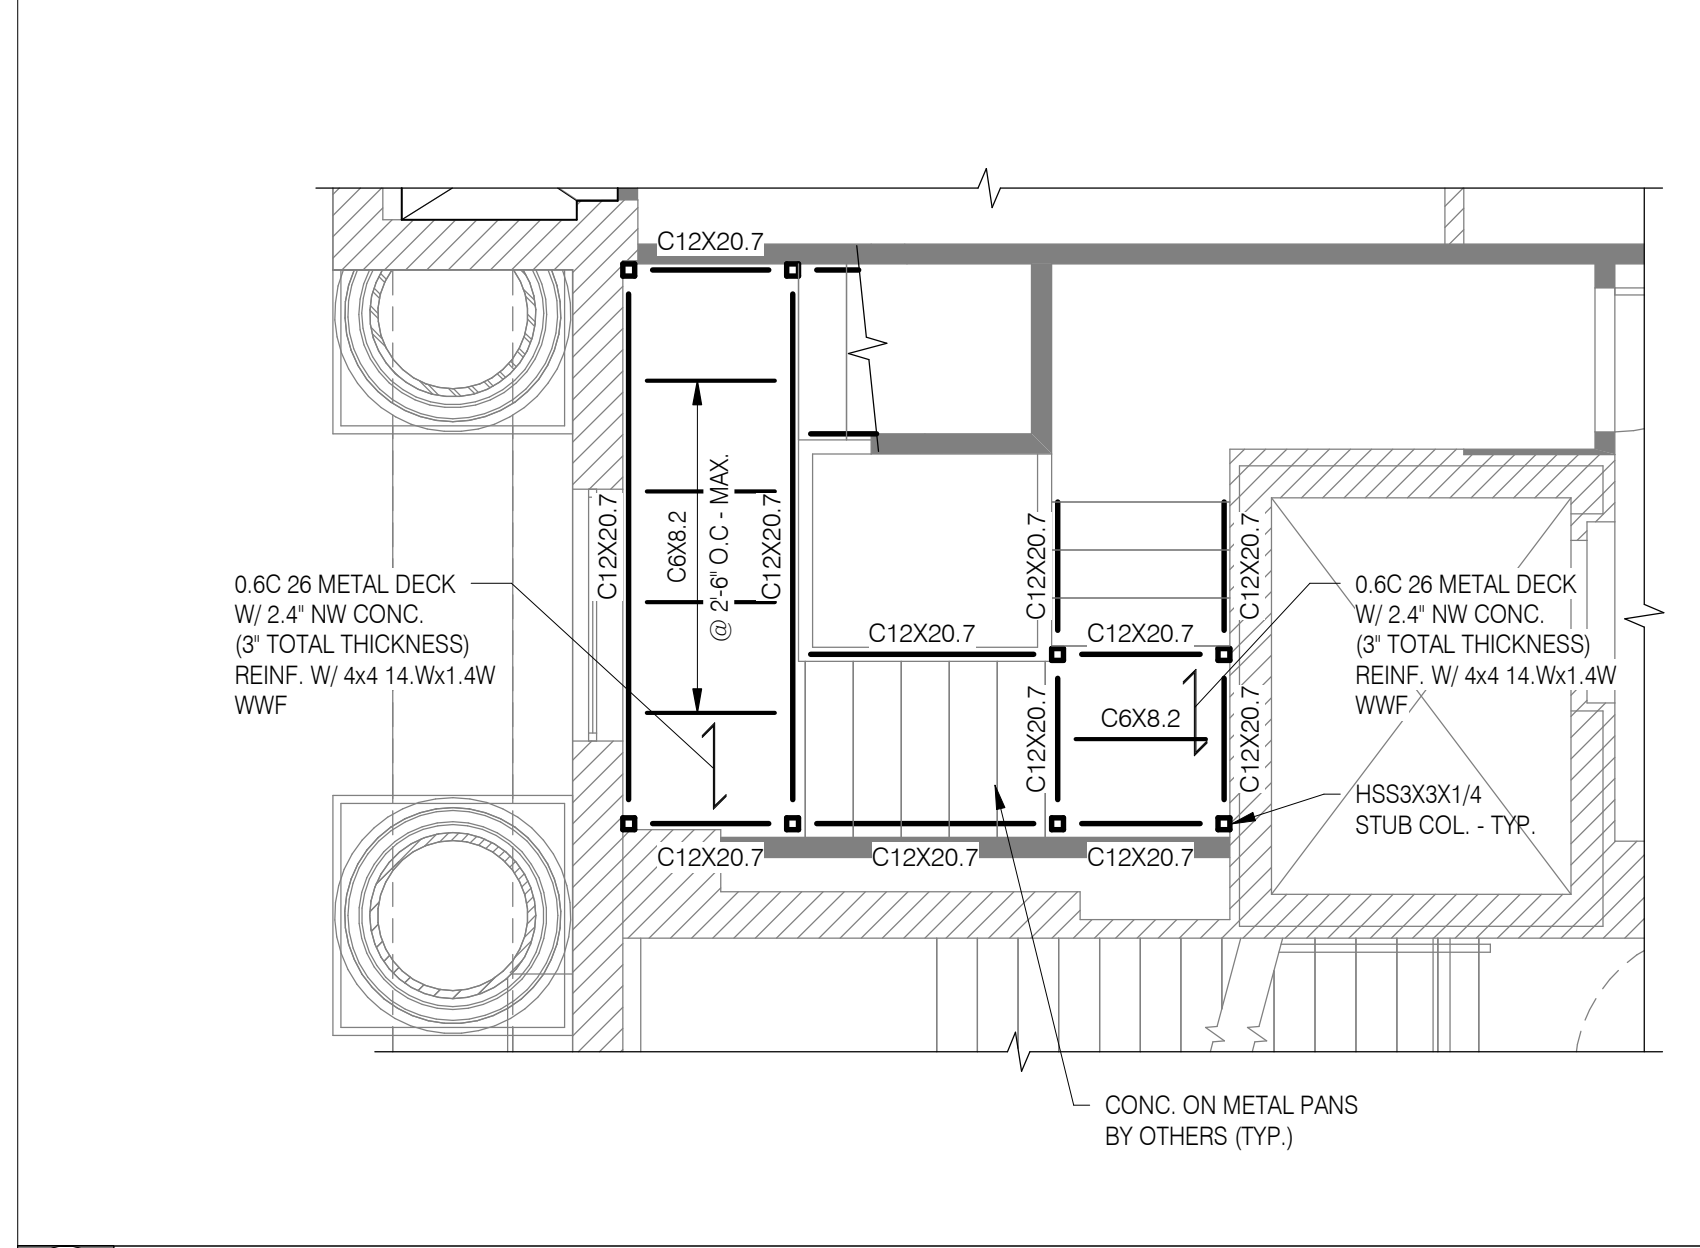 C12X20.7
C12X20.7
C6X8.2
@ 2'-6" O.C - MAX.
C12X20.7
C12X20.7
C12X20.7
0.6C 26 METAL DECK
W/ 2.4" NW CONC.
(3" TOTAL THICKNESS)
REINF. W/ 4x4 14.Wx1.4W
WWF
0.6C 26 METAL DECK
W/ 2.4" NW CONC.
(3" TOTAL THICKNESS)
REINF. W/ 4x4 14.Wx1.4W
WWF
C12X20.7
C12X20.7
C12X20.7
C6X8.2
C12X20.7
HSS3X3X1/4
STUB COL. - TYP.
C12X20.7
C12X20.7
C12X20.7
CONC. ON METAL PANS
BY OTHERS (TYP.)